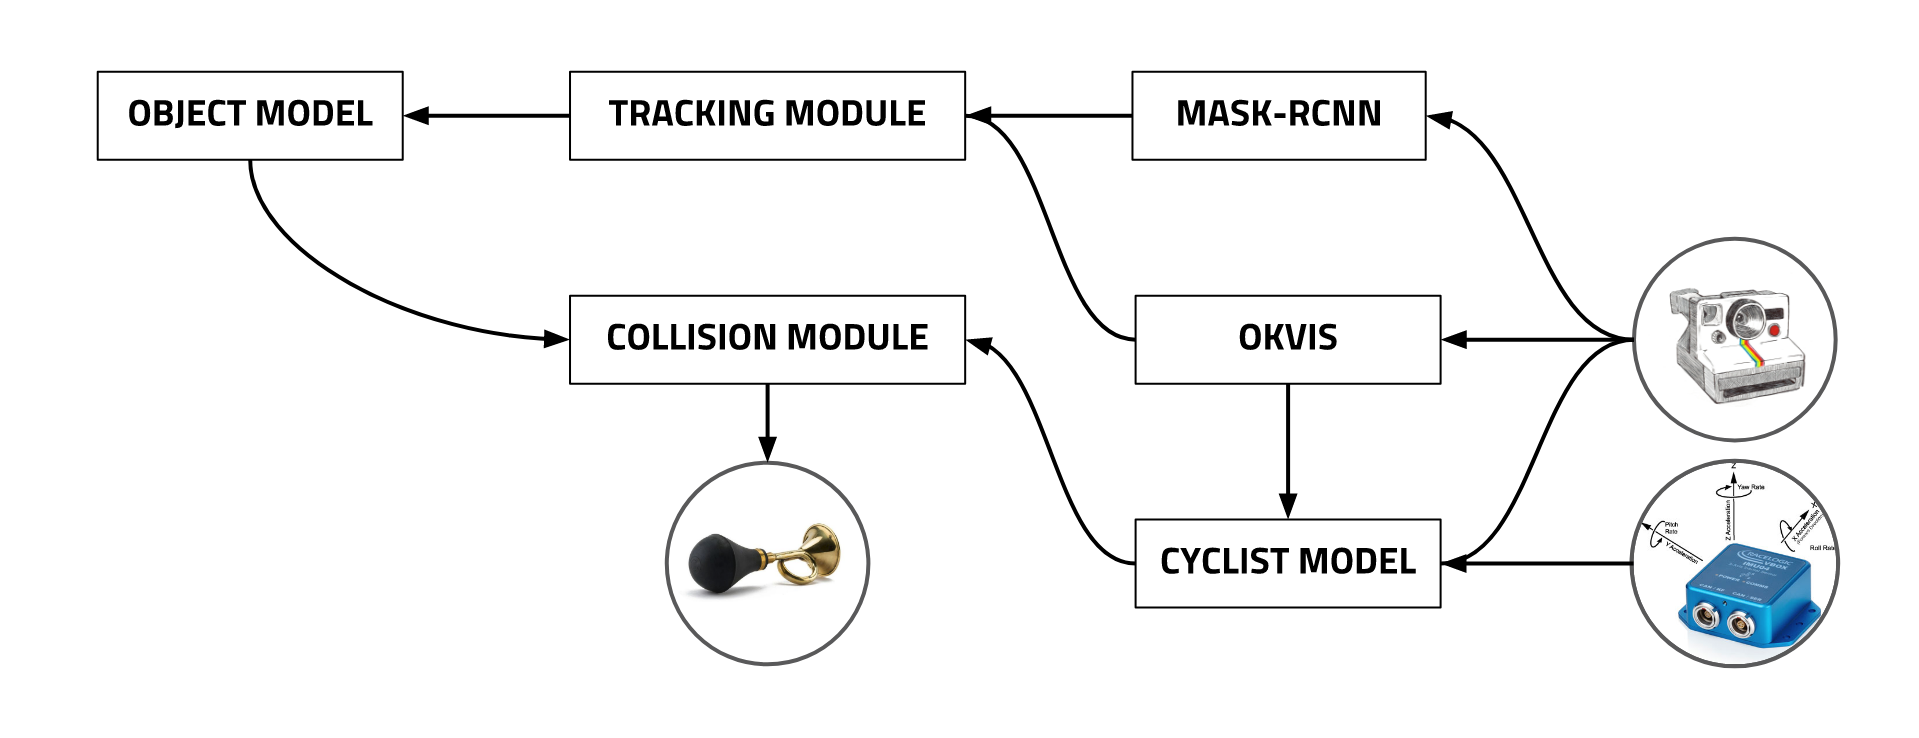 OBJECT MODEL
TRACKING MODULE
MASK-RCNN
COLLISION MODULE
OKVIS
CYCLIST MODEL
Z
Yaw Rate
Z Acceleration
Pitch
Rate
Y Acceleration
X Acceleration
Roll Rate
RACELOGIC
VBOX
IMU04